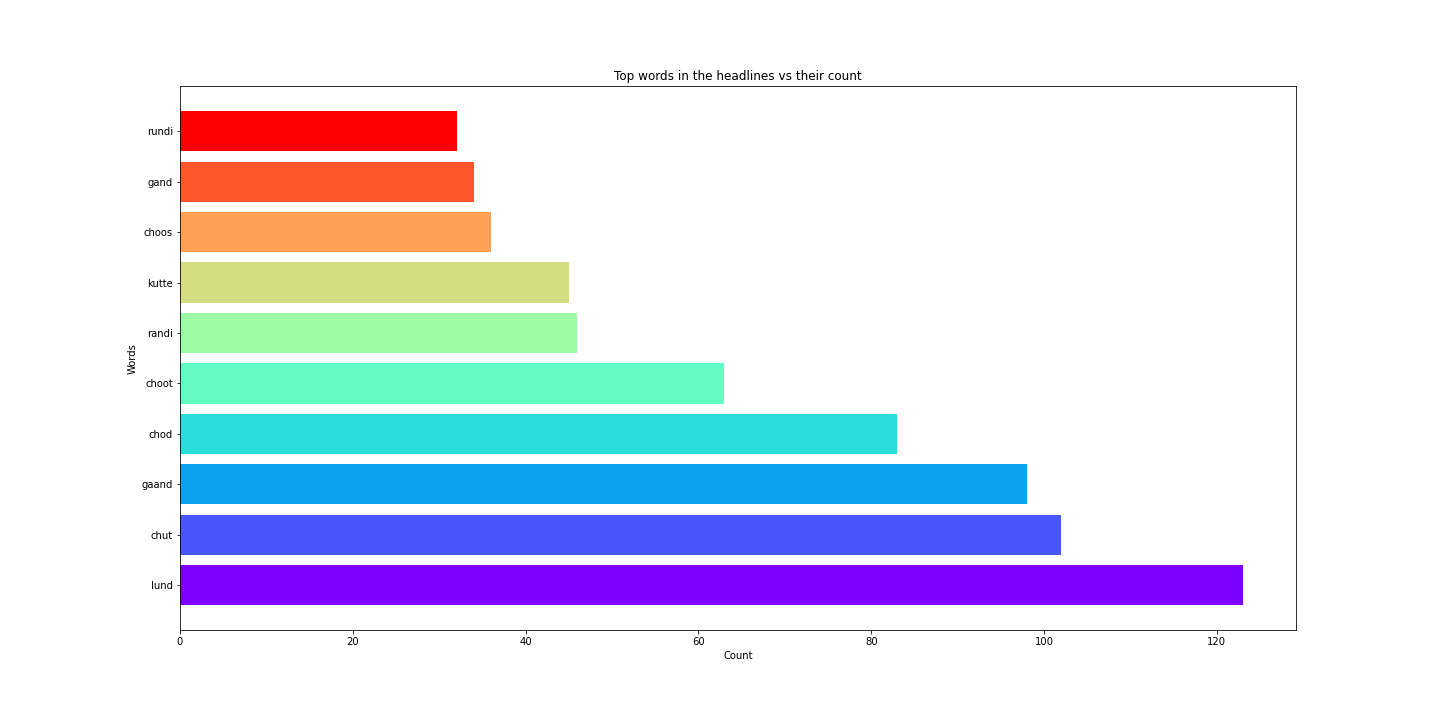 Top words in the headlines vs their count
rundi
gand
choos
kutte
randi
choot
chod
gaand
chut
lund
Words
0 20 40 60 80 100 120
Count